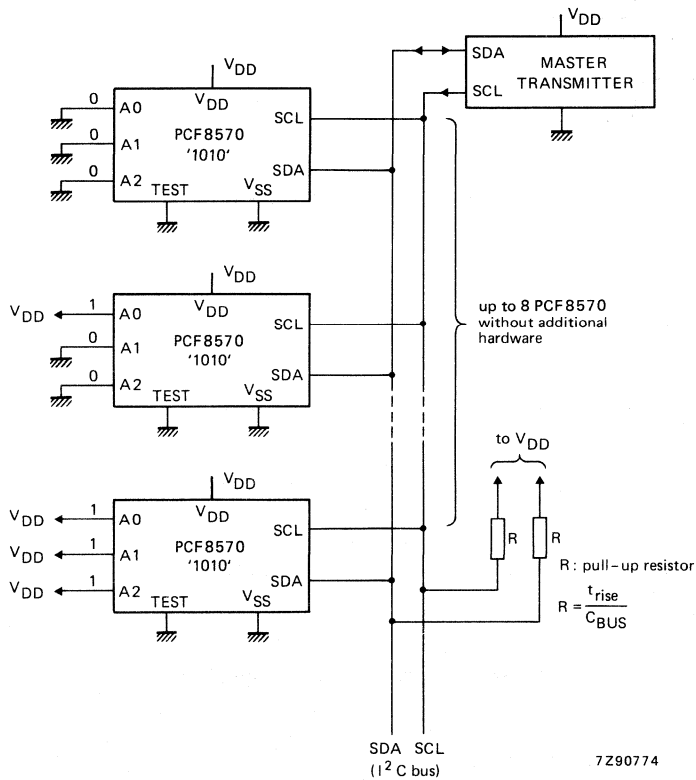 VDD
SDA
MASTER
TRANSMITTER
SCL
VDD
0 A0
VDD
SCL
PCF8570
'1010'
0 A1
SDA
0 A2
TEST
VSS
up to 8 PCF8570
without additional
hardware
VDD
VDD 1 A0
VDD
SCL
PCF8570
'1010'
0 A1
SDA
0 A2
TEST
VSS
to VDD
VDD
VDD 1 A0
VDD
SCL
PCF8570
'1010'
VDD 1 A1
SDA
VDD 1 A2
TEST
VSS
R R
R : pull-up resistor
R = trise
CBUS
SDA SCL
(I2C bus)
7Z90774